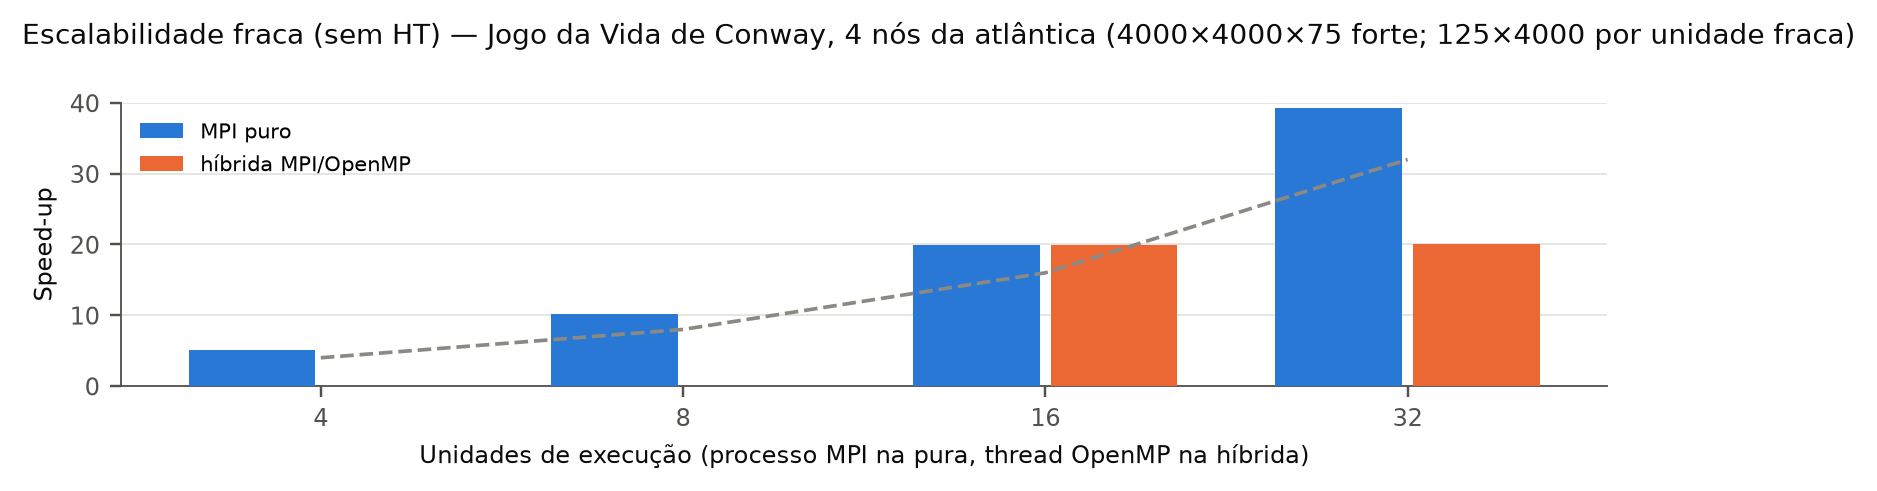 Escalabilidade fraca (sem HT) — Jogo da Vida de Conway, 4 nós da atlântica (4000×4000×75 forte; 125×4000 por unidade fraca)
40
30
20
10
0
Speed-up
MPI puro
híbrida MPI/OpenMP
4 8 16 32
Unidades de execução (processo MPI na pura, thread OpenMP na híbrida)